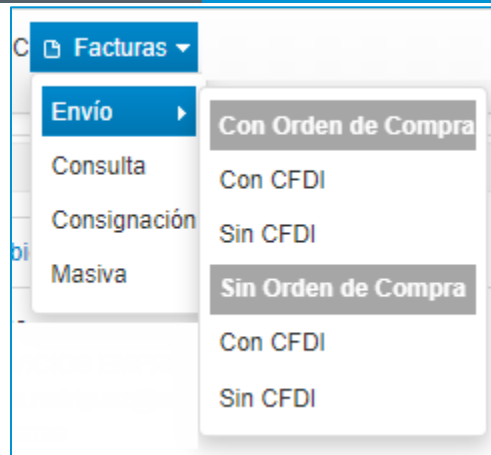 C Facturas
Envío
Consulta
Consignación
bi
Masiva
Con Orden de Compra
Con CFDI
Sin CFDI
Sin Orden de Compra
Con CFDI
Sin CFDI